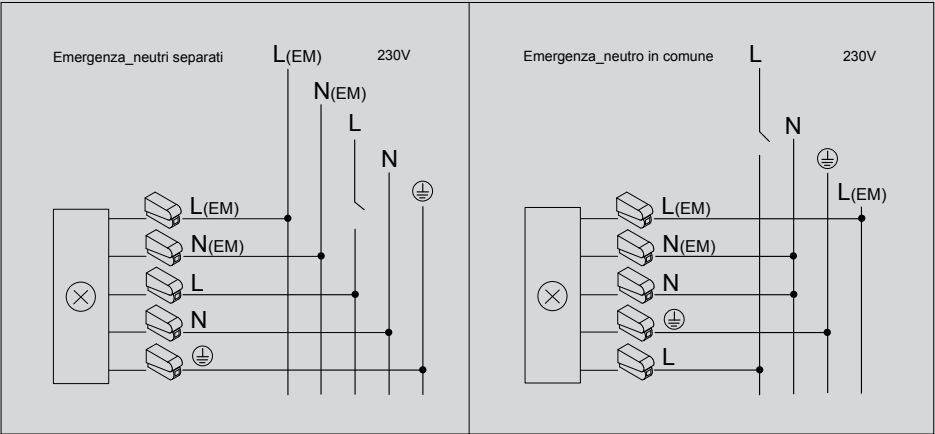 Emergenza_neutri separati
L(EM)
230V
N(EM)
L
N
L(EM)
N(EM)
L
N
Emergenza_neutro in comune
L
230V
N
L(EM)
L(EM)
N(EM)
N
L